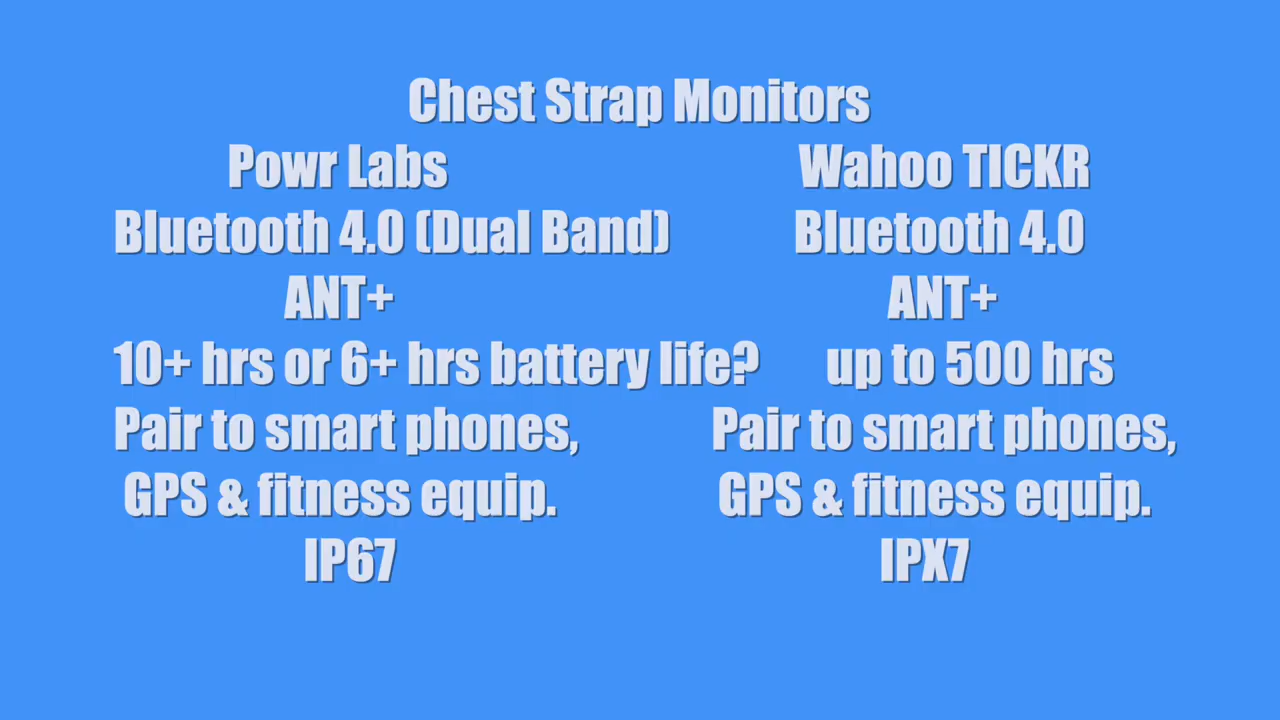 Chest Strap Monitors
Powr Labs Wahoo TICKR
Bluetooth 4.0 (Dual Band) Bluetooth 4.0
ANT+ ANT+
10+ hrs or 6+ hrs battery life? up to 500 hrs
Pair to smart phones, Pair to smart phones,
GPS & fitness equip. GPS & fitness equip.
IP67 IPX7